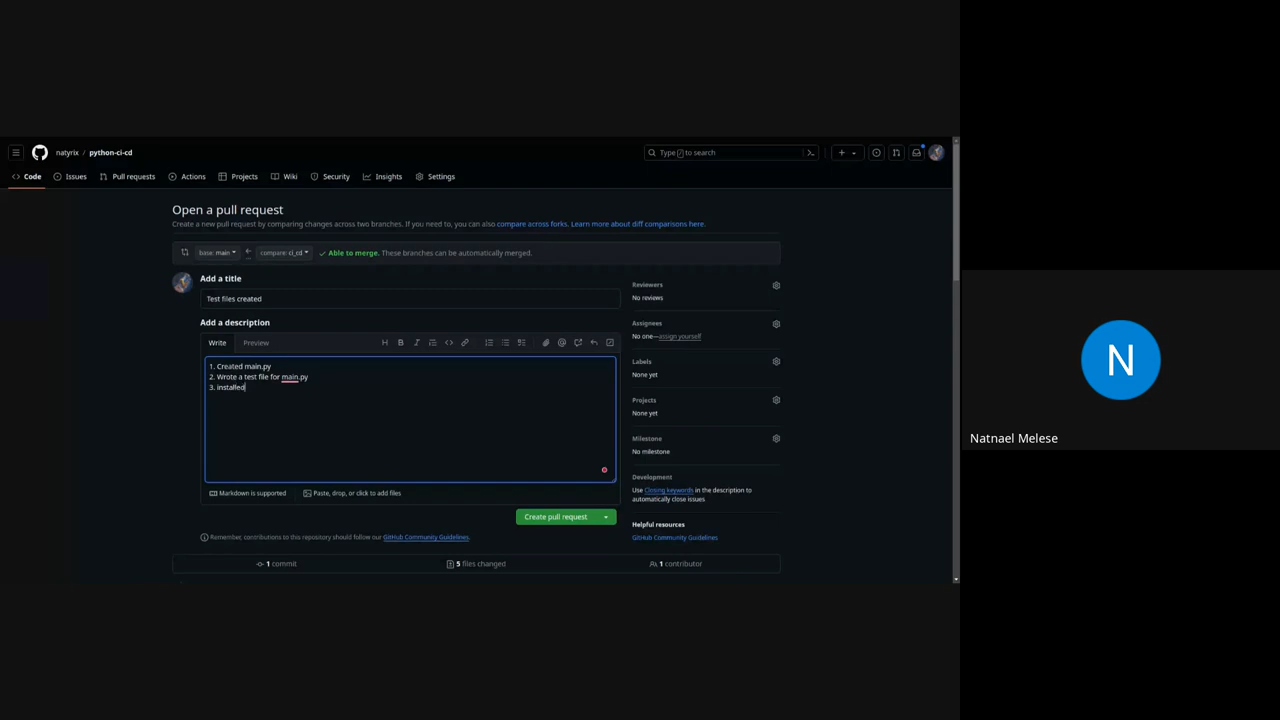 natyrix / python-ci-cd
Type / to search
Code
Issues
Pull requests
Actions
Projects
Wiki
Security
Insights
Settings
Open a pull request
Create a new pull request by comparing changes across two branches. If you need to, you can also compare across forks. Learn more about diff comparisons here.
base: main
compare: ci_cd
Able to merge. These branches can be automatically merged.
Add a title
Test files created
Add a description
Write
Preview
H
B
I
1. Created main.py
2. Wrote a test file for main.py
3. installed
Markdown is supported
Paste, drop, or click to add files
Create pull request
Remember, contributions to this repository should follow our GitHub Community Guidelines.
Reviewers
No reviews
Assignees
No one—assign yourself
Labels
None yet
Projects
None yet
Milestone
No milestone
Development
Use Closing keywords in the description to
automatically close issues
Helpful resources
GitHub Community Guidelines
1 commit
5 files changed
1 contributor
N
Natnael Melese